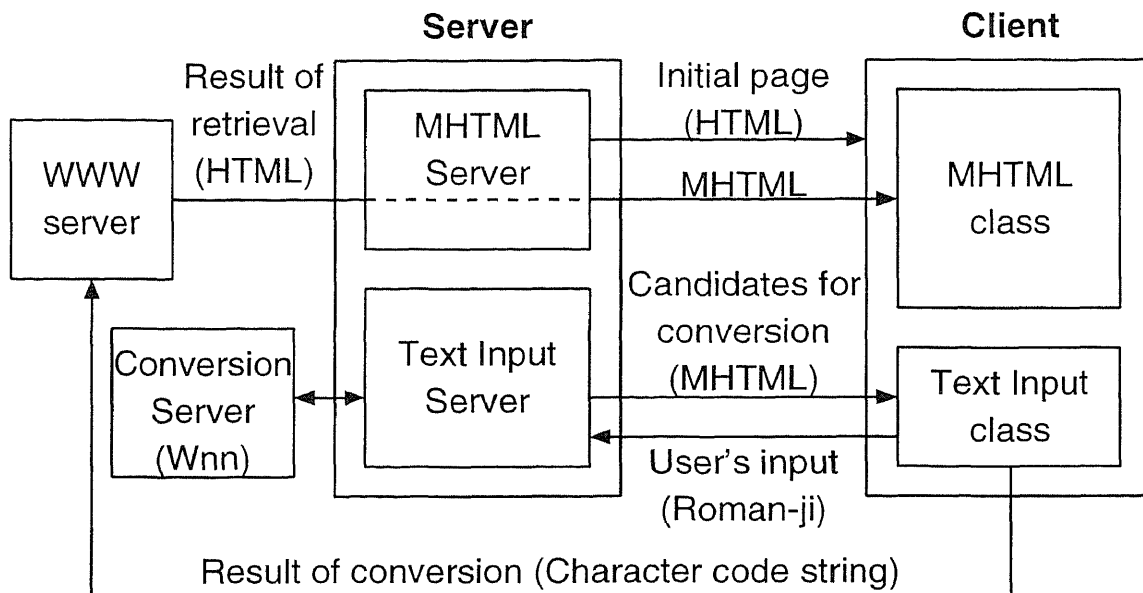 Server
Client
Result of
retrieval
(HTML)
Initial page
(HTML)
MHTML
Server
WWW
server
MHTML
MHTML
class
Candidates for
conversion
(MHTML)
Conversion
Server
(Wnn)
Text Input
Server
Text Input
class
User's input
(Roman-ji)
Result of conversion (Character code string)